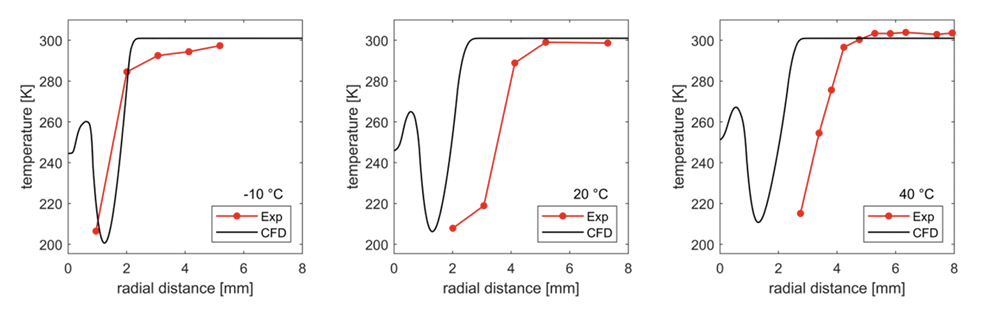 temperature [K]
300
280
260
240
220
200
-10 °C
Exp
CFD
0 2 4 6 8
radial distance [mm]
temperature [K]
300
280
260
240
220
200
20 °C
Exp
CFD
0 2 4 6 8
radial distance [mm]
temperature [K]
300
280
260
240
220
200
40 °C
Exp
CFD
0 2 4 6 8
radial distance [mm]